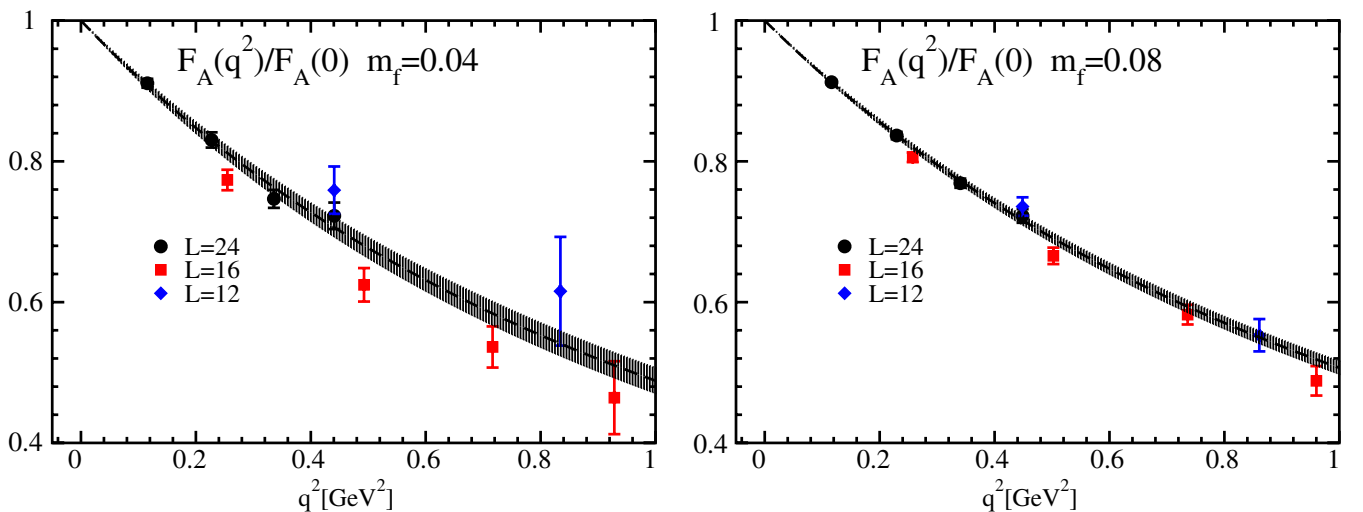 F_A(q^2)/F_A(0) m_f=0.04
1
0.8
0.6
0.4
L=24
L=16
L=12
0 0.2 0.4 0.6 0.8 1
q^2[GeV^2]
F_A(q^2)/F_A(0) m_f=0.08
1
0.8
0.6
0.4
L=24
L=16
L=12
0 0.2 0.4 0.6 0.8 1
q^2[GeV^2]